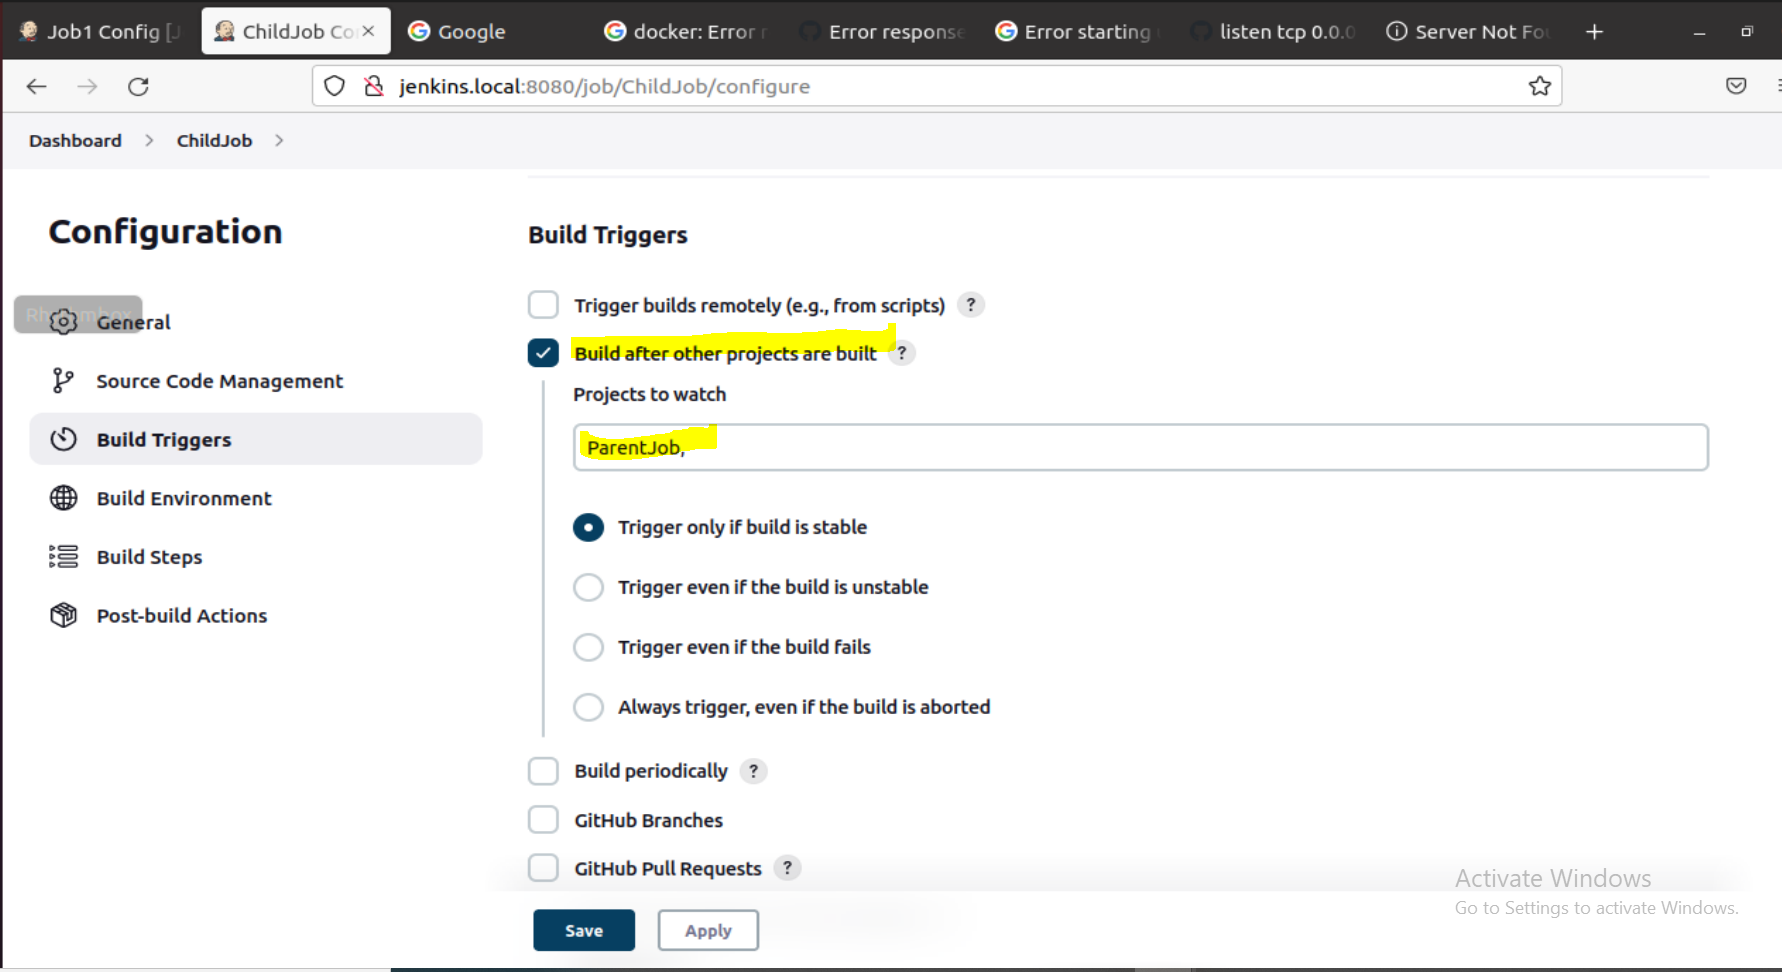 Job1 Config [J
ChildJob Co
Google
docker: Error r
Error response
Error starting
listen tcp 0.0.0
Server Not Fou
jenkins.local:8080/job/ChildJob/configure
Dashboard
ChildJob
Configuration
Rhythmbox
General
Source Code Management
Build Triggers
Build Environment
Build Steps
Post-build Actions
Build Triggers
Trigger builds remotely (e.g., from scripts) ?
Build after other projects are built ?
Projects to watch
ParentJob,
Trigger only if build is stable
Trigger even if the build is unstable
Trigger even if the build fails
Always trigger, even if the build is aborted
Build periodically ?
GitHub Branches
GitHub Pull Requests ?
Save
Apply
Activate Windows
Go to Settings to activate Windows.